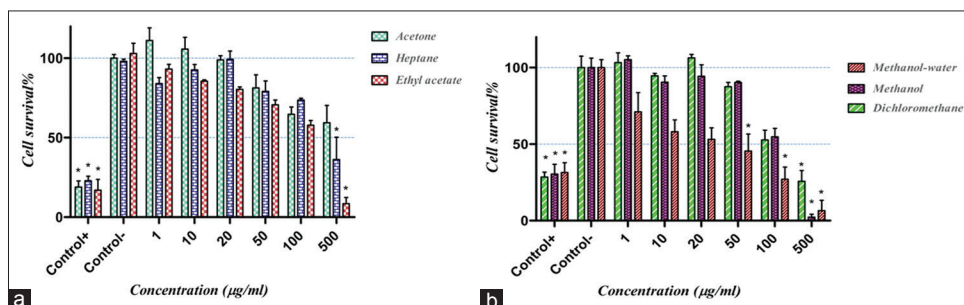 Cell survival%
100
50
0
Acetone
Heptane
Ethyl acetate
* * *
*
*
Control+ Control- 1 10 20 50 100 500
Concentration (µg/ml)
a
Cell survival%
100
50
0
Methanol-water
Methanol
Dichloromethane
* * *
*
*
*
*
*
Control+ Control- 1 10 20 50 100 500
Concentration (µg/ml)
b